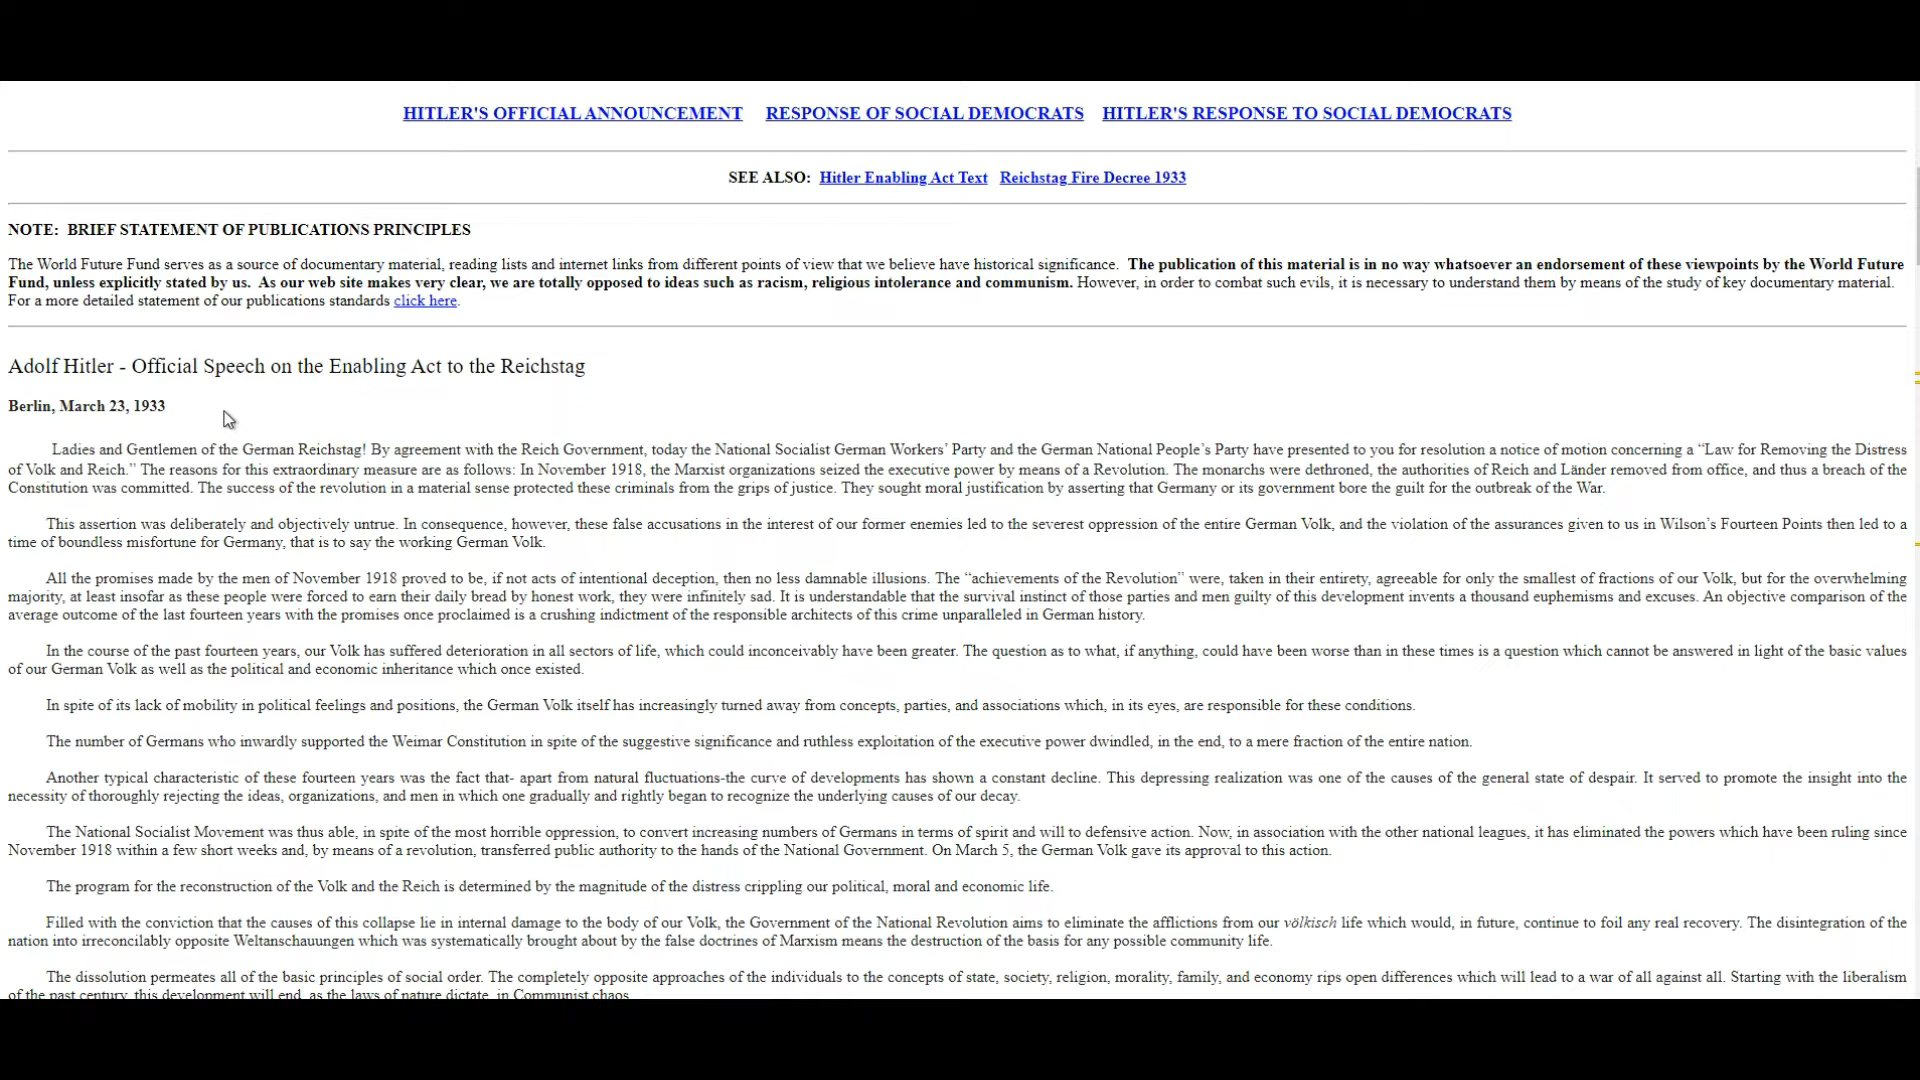 HITLER'S OFFICIAL ANNOUNCEMENT RESPONSE OF SOCIAL DEMOCRATS HITLER'S RESPONSE TO SOCIAL DEMOCRATS
SEE ALSO: Hitler Enabling Act Text Reichstag Fire Decree 1933
NOTE: BRIEF STATEMENT OF PUBLICATIONS PRINCIPLES
The World Future Fund serves as a source of documentary material, reading lists and internet links from different points of view that we believe have historical significance. The publication of this material is in no way whatsoever an endorsement of these viewpoints by the World Future
Fund, unless explicitly stated by us. As our web site makes very clear, we are totally opposed to ideas such as racism, religious intolerance and communism. However, in order to combat such evils, it is necessary to understand them by means of the study of key documentary material.
For a more detailed statement of our publications standards click here.
Adolf Hitler - Official Speech on the Enabling Act to the Reichstag
Berlin, March 23, 1933
Ladies and Gentlemen of the German Reichstag! By agreement with the Reich Government, today the National Socialist German Workers’ Party and the German National People’s Party have presented to you for resolution a notice of motion concerning a “Law for Removing the Distress
of Volk and Reich.” The reasons for this extraordinary measure are as follows: In November 1918, the Marxist organizations seized the executive power by means of a Revolution. The monarchs were dethroned, the authorities of Reich and Länder removed from office, and thus a breach of the
Constitution was committed. The success of the revolution in a material sense protected these criminals from the grips of justice. They sought moral justification by asserting that Germany or its government bore the guilt for the outbreak of the War.
This assertion was deliberately and objectively untrue. In consequence, however, these false accusations in the interest of our former enemies led to the severest oppression of the entire German Volk, and the violation of the assurances given to us in Wilson’s Fourteen Points then led to a
time of boundless misfortune for Germany, that is to say the working German Volk.
All the promises made by the men of November 1918 proved to be, if not acts of intentional deception, then no less damnable illusions. The “achievements of the Revolution” were, taken in their entirety, agreeable for only the smallest of fractions of our Volk, but for the overwhelming
majority, at least insofar as these people were forced to earn their daily bread by honest work, they were infinitely sad. It is understandable that the survival instinct of those parties and men guilty of this development invents a thousand euphemisms and excuses. An objective comparison of the
average outcome of the last fourteen years with the promises once proclaimed is a crushing indictment of the responsible architects of this crime unparalleled in German history.
In the course of the past fourteen years, our Volk has suffered deterioration in all sectors of life, which could inconceivably have been greater. The question as to what, if anything, could have been worse than in these times is a question which cannot be answered in light of the basic values
of our German Volk as well as the political and economic inheritance which once existed.
In spite of its lack of mobility in political feelings and positions, the German Volk itself has increasingly turned away from concepts, parties, and associations which, in its eyes, are responsible for these conditions.
The number of Germans who inwardly supported the Weimar Constitution in spite of the suggestive significance and ruthless exploitation of the executive power dwindled, in the end, to a mere fraction of the entire nation.
Another typical characteristic of these fourteen years was the fact that- apart from natural fluctuations-the curve of developments has shown a constant decline. This depressing realization was one of the causes of the general state of despair. It served to promote the insight into the
necessity of thoroughly rejecting the ideas, organizations, and men in which one gradually and rightly began to recognize the underlying causes of our decay.
The National Socialist Movement was thus able, in spite of the most horrible oppression, to convert increasing numbers of Germans in terms of spirit and will to defensive action. Now, in association with the other national leagues, it has eliminated the powers which have been ruling since
November 1918 within a few short weeks and, by means of a revolution, transferred public authority to the hands of the National Government. On March 5, the German Volk gave its approval to this action.
The program for the reconstruction of the Volk and the Reich is determined by the magnitude of the distress crippling our political, moral and economic life.
Filled with the conviction that the causes of this collapse lie in internal damage to the body of our Volk, the Government of the National Revolution aims to eliminate the afflictions from our völkisch life which would, in future, continue to foil any real recovery. The disintegration of the
nation into irreconcilably opposite Weltanschauungen which was systematically brought about by the false doctrines of Marxism means the destruction of the basis for any possible community life.
The dissolution permeates all of the basic principles of social order. The completely opposite approaches of the individuals to the concepts of state, society, religion, morality, family, and economy rips open differences which will lead to a war of all against all. Starting with the liberalism
of the past century, this development will end, as the laws of nature dictate, in Communist chaos.